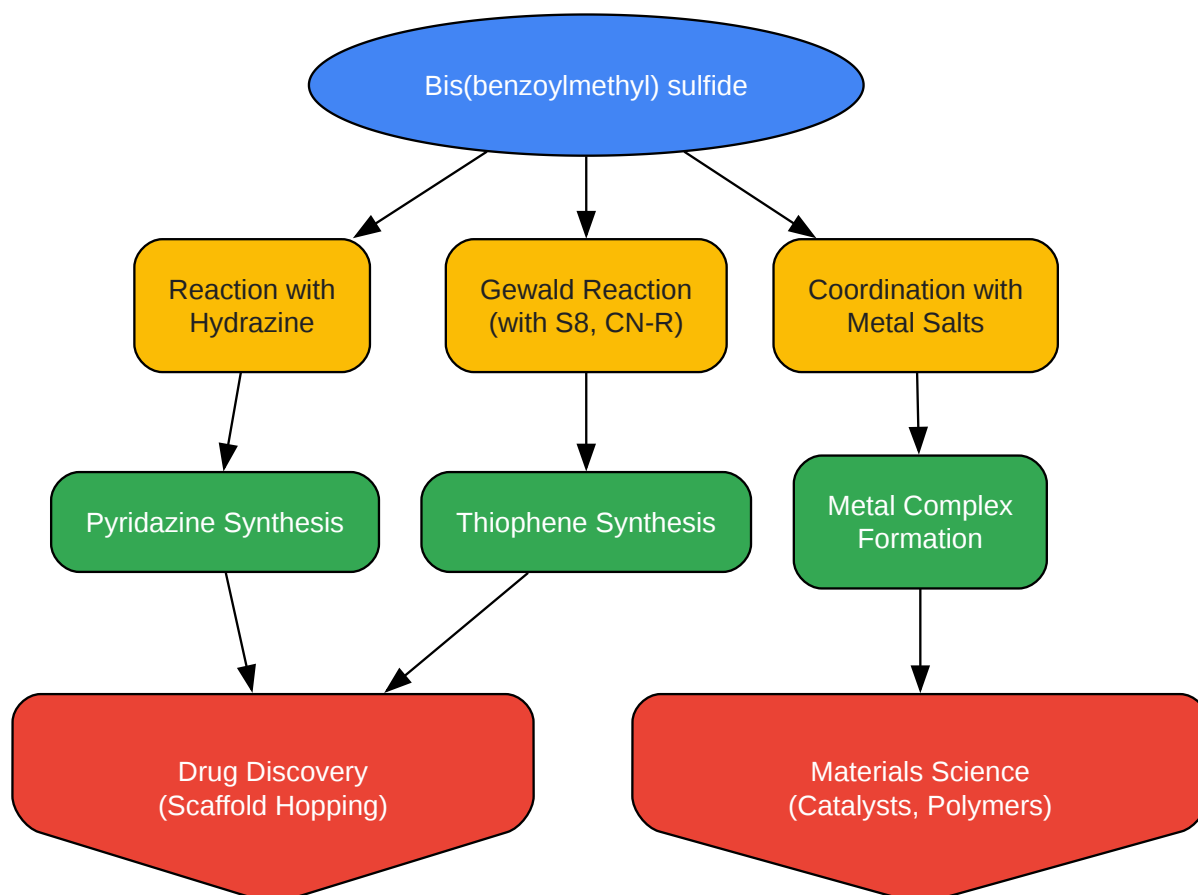 Bis(benzoylmethyl) sulfide
Reaction with
Hydrazine
Gewald Reaction
(with S8, CN-R)
Coordination with
Metal Salts
Pyridazine Synthesis
Thiophene Synthesis
Metal Complex
Formation
Drug Discovery
(Scaffold Hopping)
Materials Science
(Catalysts, Polymers)